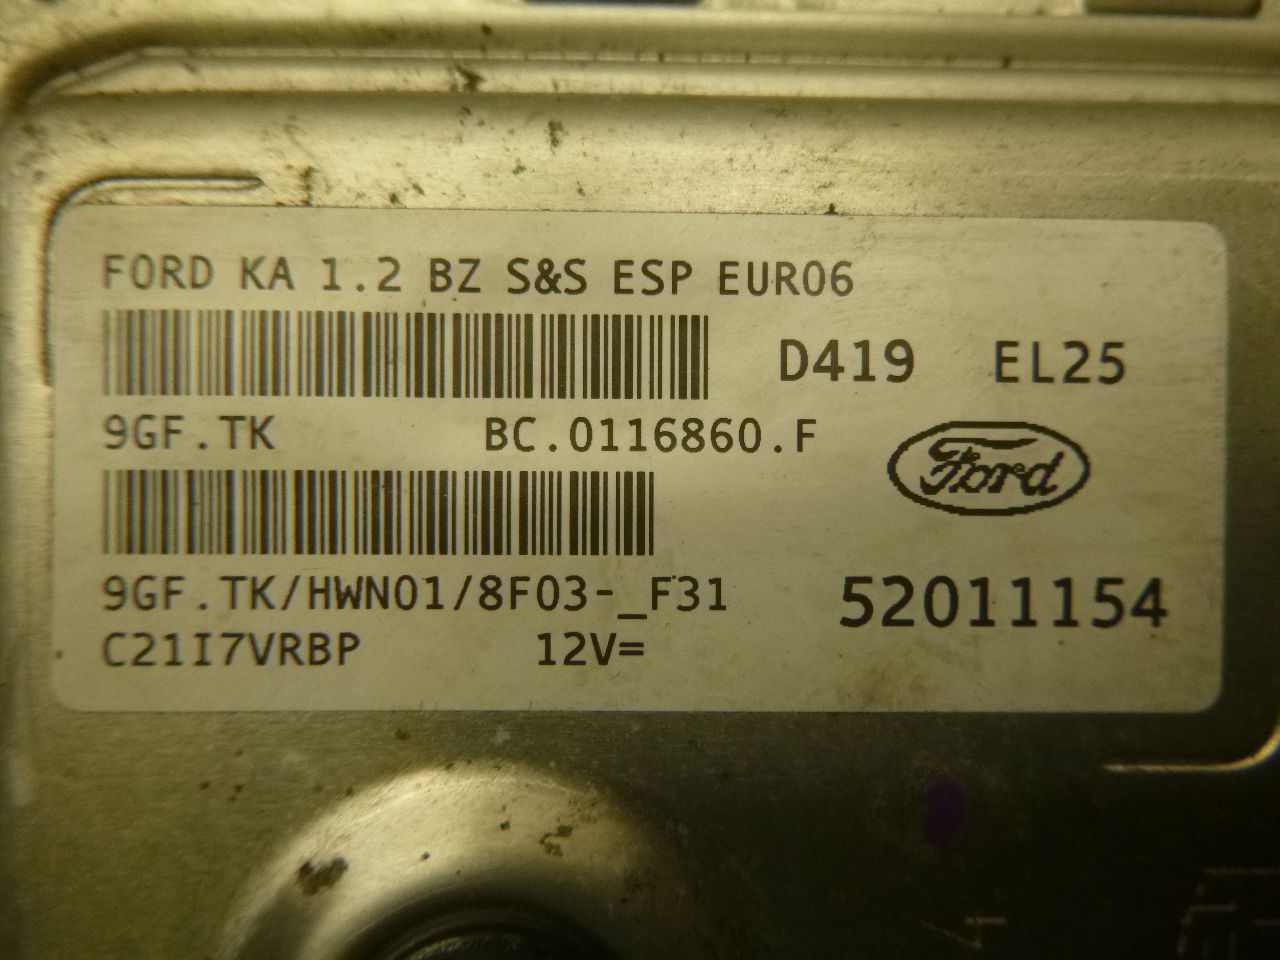 FORD KA 1.2 BZ S&S ESP EURO6
D419 EL25
9GF.TK BC.0116860.F
Ford
9GF.TK/HWN01/8F03-_F31
52011154
C21I7VRBP 12V=